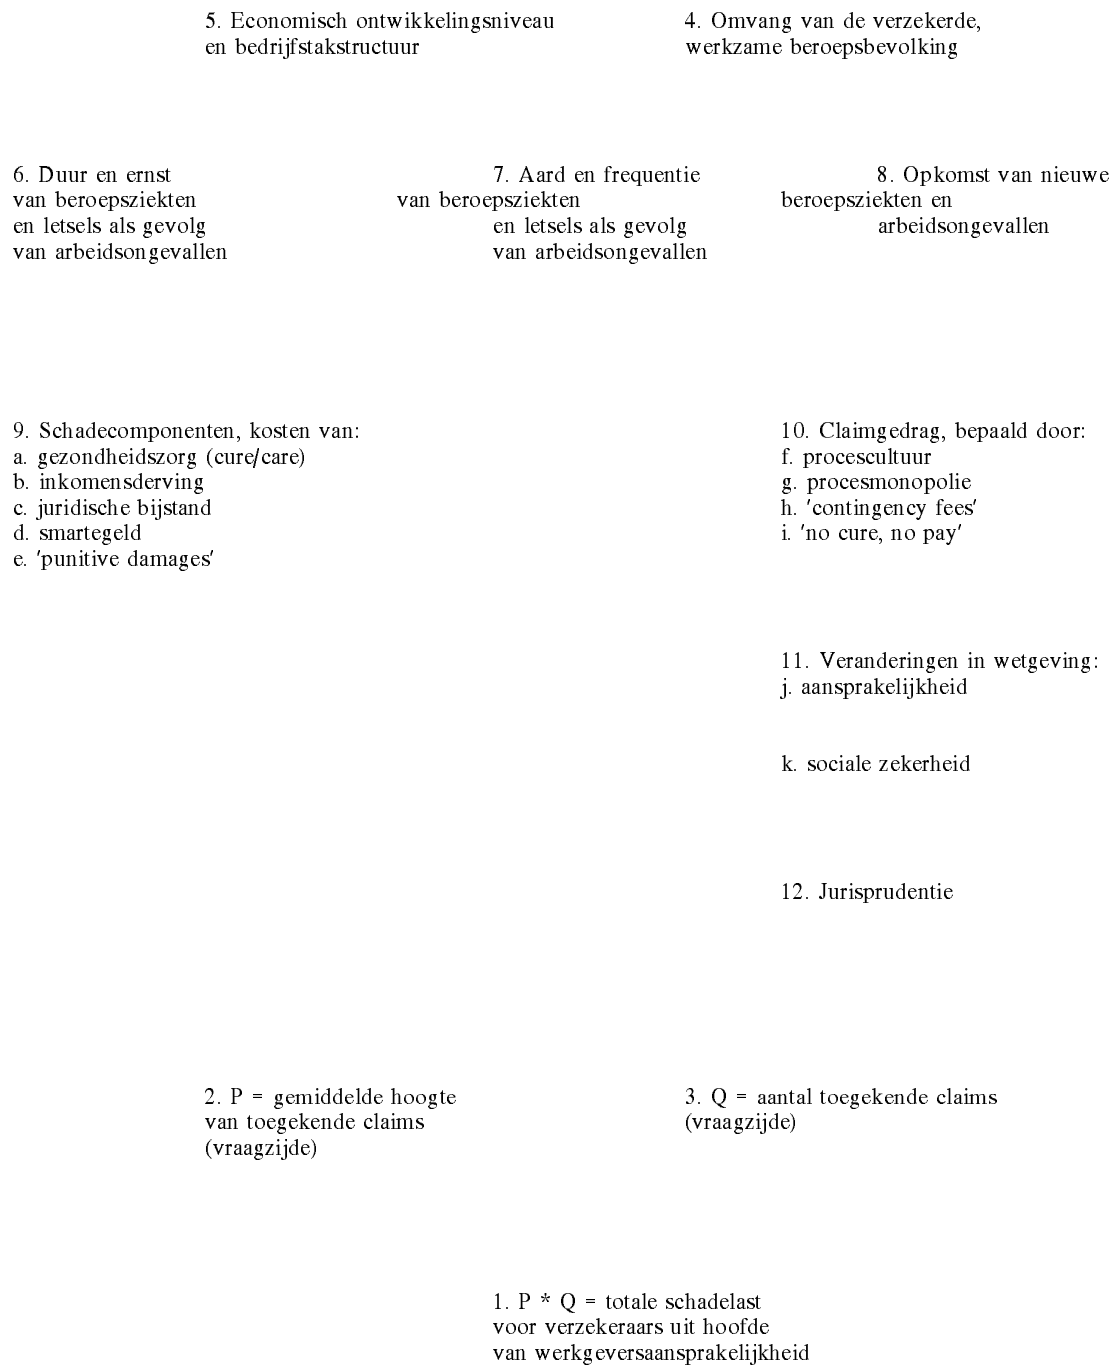 5. Economisch ontwikkelingsniveau
en bedrijfstakstructuur
4. Omvang van de verzekerde,
werkzame beroepsbevolking
6. Duur en ernst
van beroepsziekten
en letsels als gevolg
van arbeidsongevallen
7. Aard en frequentie
van beroepsziekten
en letsels als gevolg
van arbeidsongevallen
8. Opkomst van nieuwe
beroepsziekten en
arbeidsongevallen
9. Schadecomponenten, kosten van:
a. gezondheidszorg (cure/care)
b. inkomensderving
c. juridische bijstand
d. smartegeld
e. 'punitive damages'
10. Claimgedrag, bepaald door:
f. procescultuur
g. procesmonopolie
h. 'contingency fees'
i. 'no cure, no pay'
11. Veranderingen in wetgeving:
j. aansprakelijkheid
k. sociale zekerheid
12. Jurisprudentie
2. P = gemiddelde hoogte
van toegekende claims
(vraagzijde)
3. Q = aantal toegekende claims
(vraagzijde)
1. P * Q = totale schadelast
voor verzekeraars uit hoofde
van werkgeversaansprakelijkheid